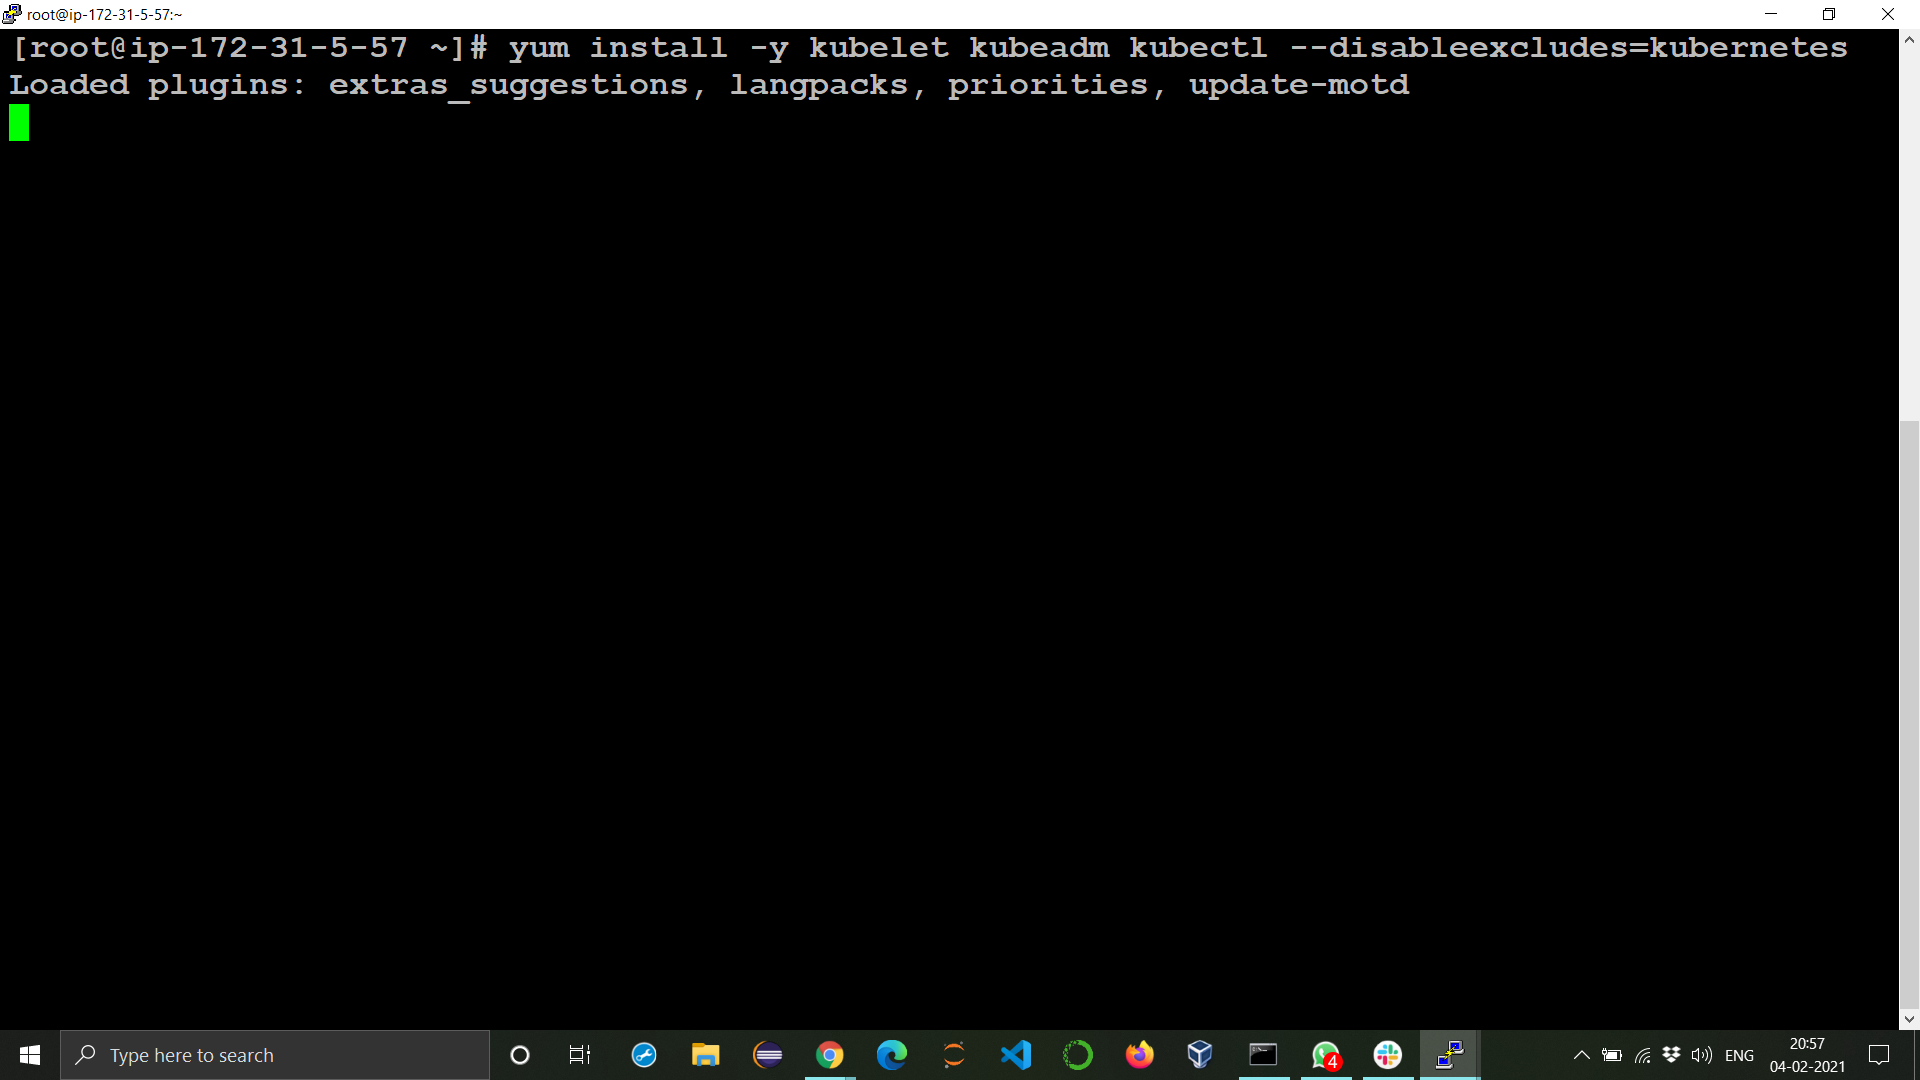 root@ip-172-31-5-57:~
[root@ip-172-31-5-57 ~]# yum install -y kubelet kubeadm kubectl --disableexcludes=kubernetes
Loaded plugins: extras_suggestions, langpacks, priorities, update-motd
Type here to search
4
ENG
20:57
04-02-2021